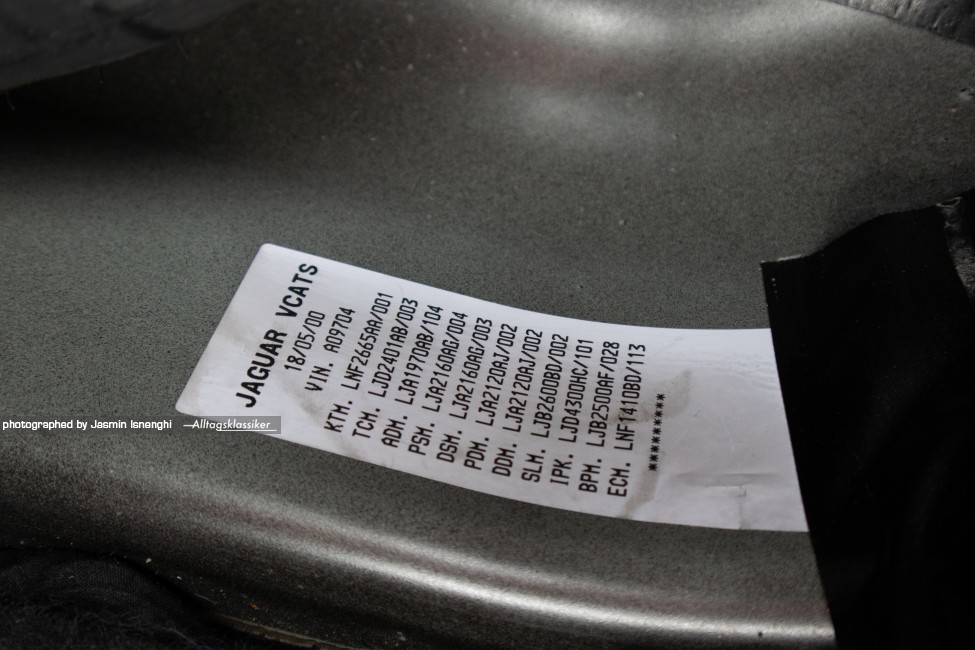 JAGUAR VCATS
18/05/00
VIN. A09704
KTM. LNF2665AA/001
TCM. LJD2401AB/003
ADM. LJA1970AB/104
PSM. LJA2160AG/004
DSM. LJA2160AG/003
PDM. LJA2120AJ/002
DDM. LJA2120AJ/002
SLM. LJB2600BD/002
IPK. LJD4300HC/101
BPM. LJB2500AF/028
ECM. LNF1410BD/113
*********
photographed by Jasmin Isnenghi —Alltagsklassiker—